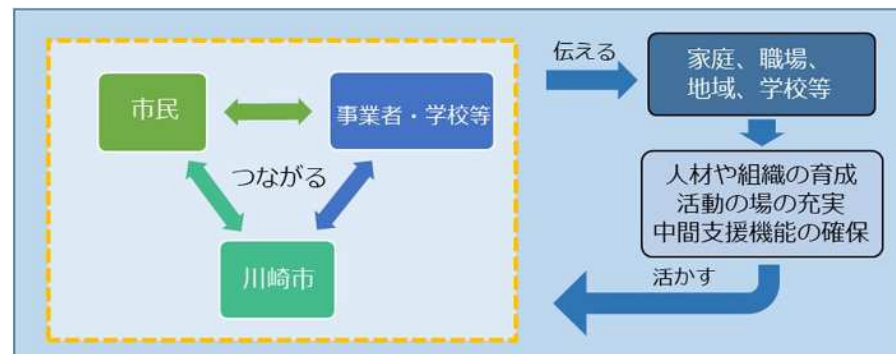 市民
事業者・学校等
つながる
川崎市
伝える
家庭、職場、
地域、学校等
人材や組織の育成
活動の場の充実
中間支援機能の確保
活かす